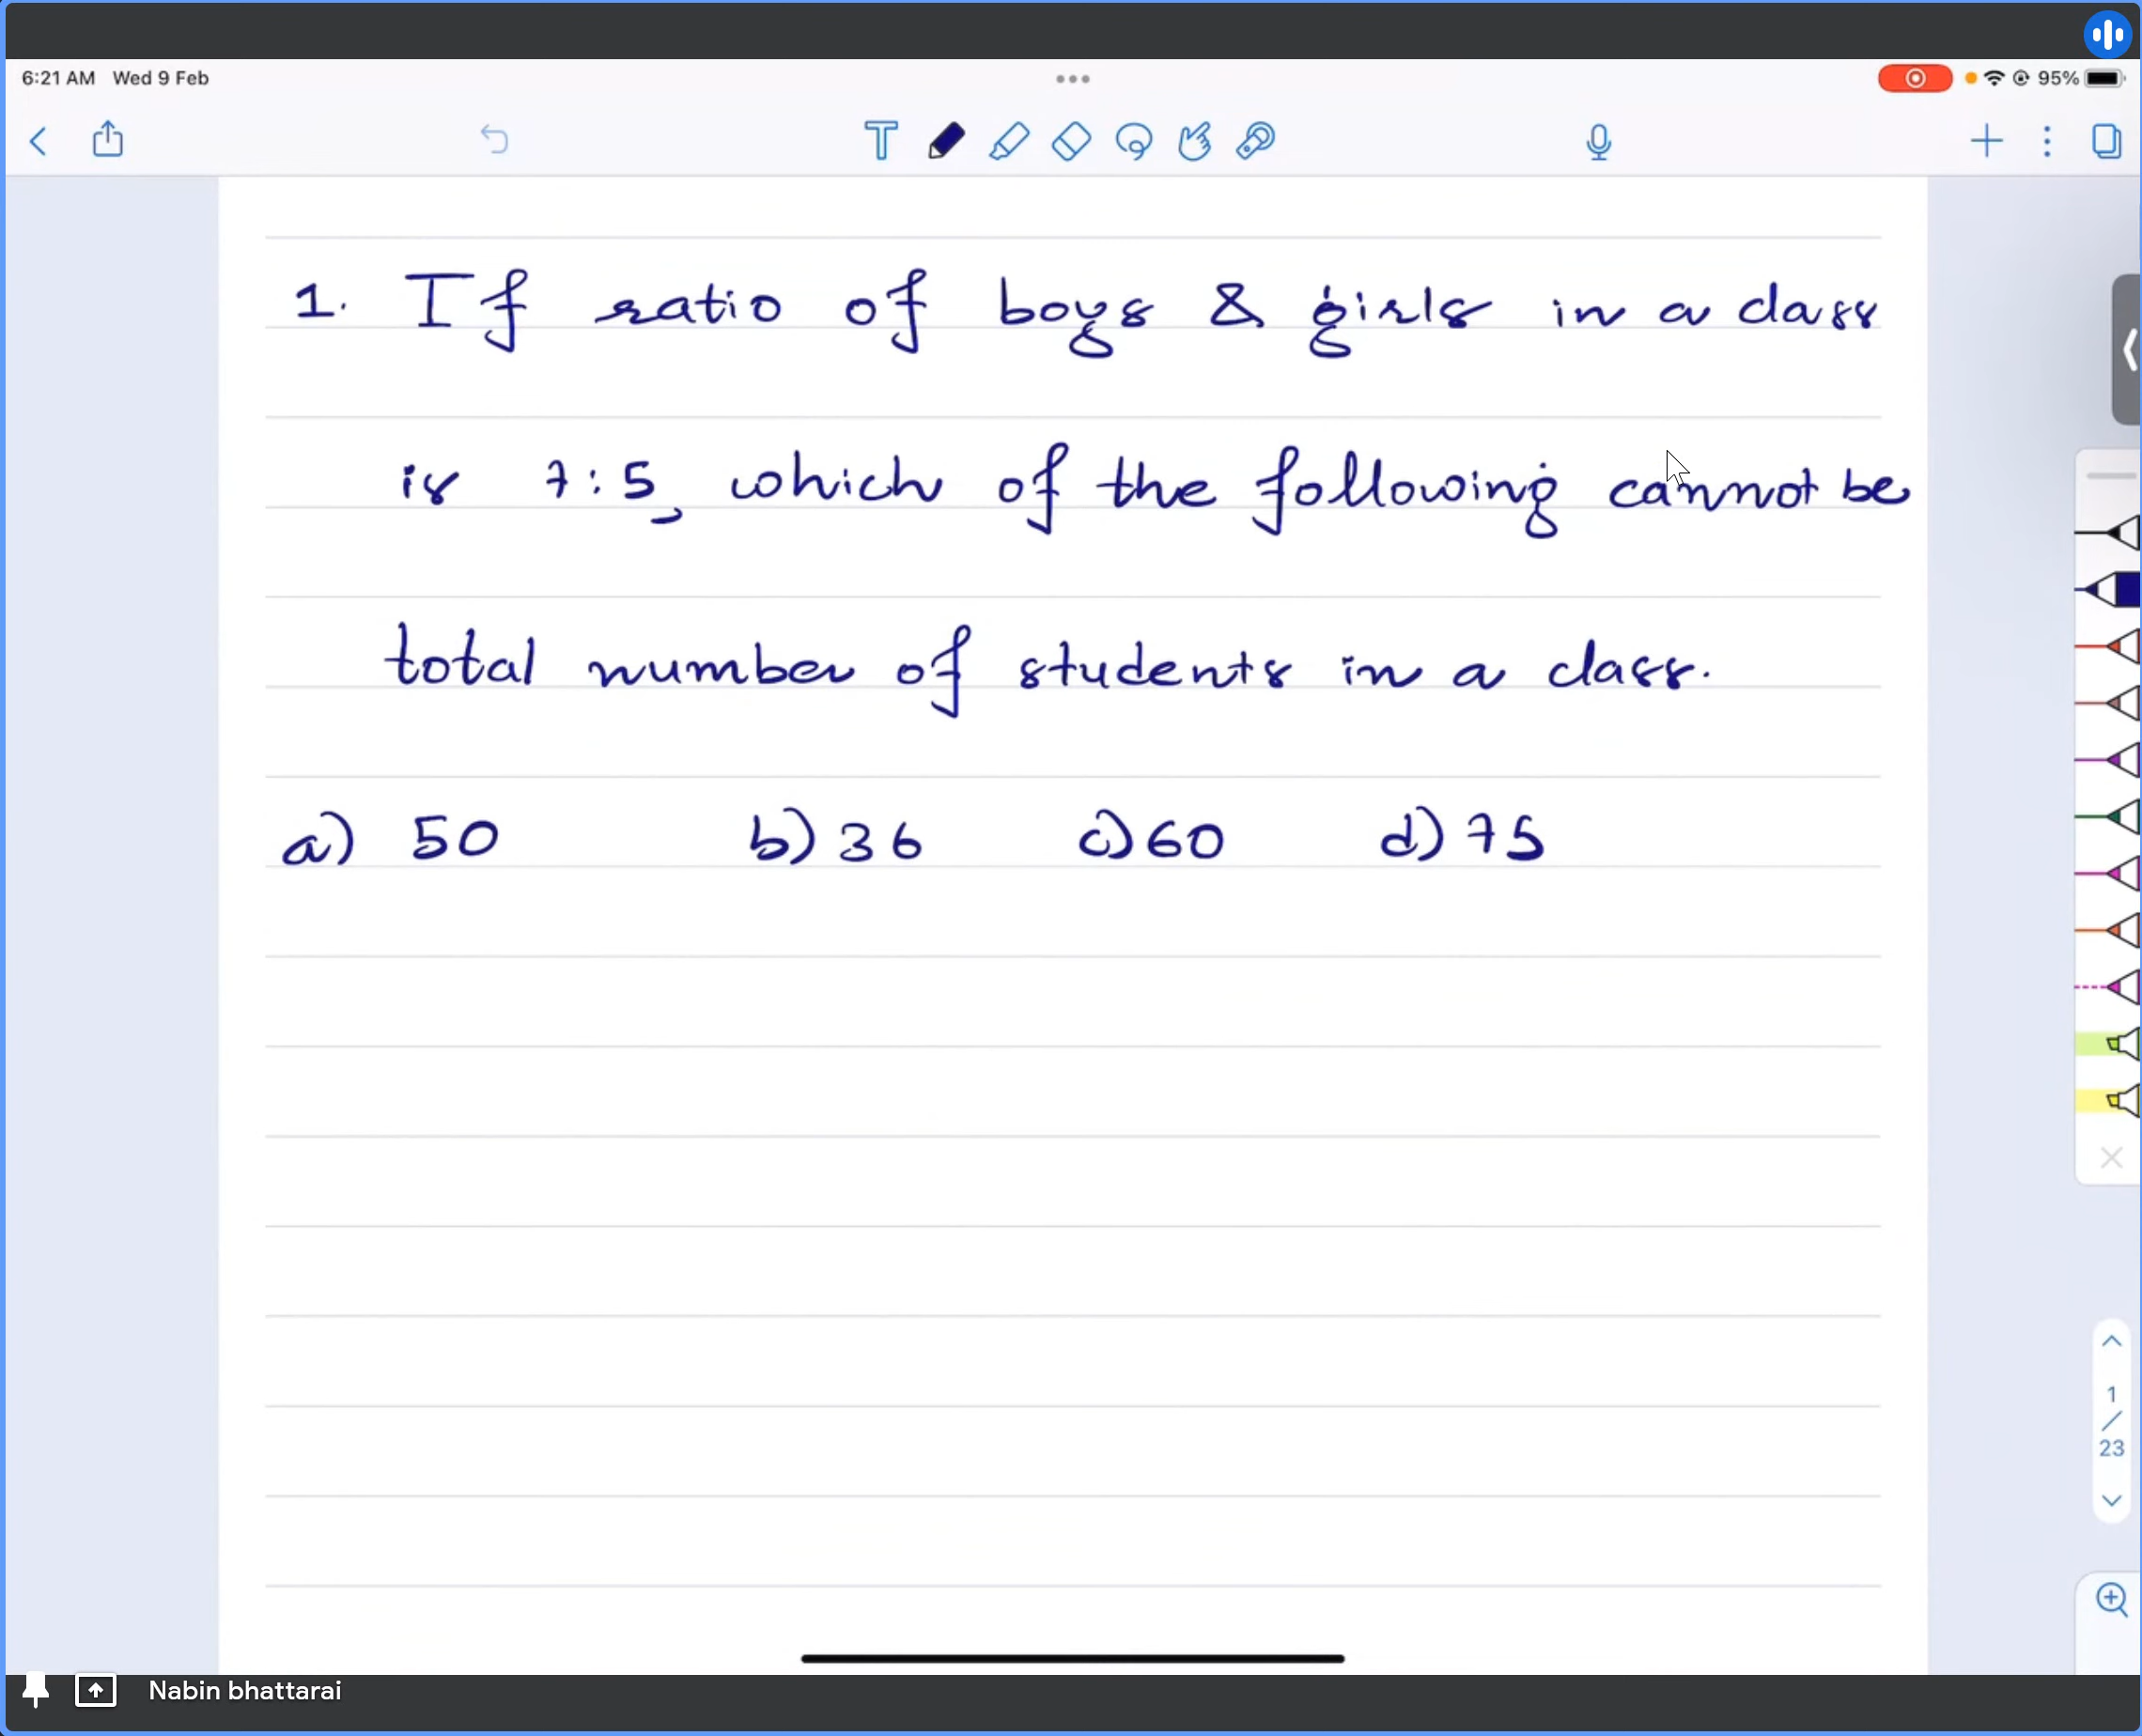 6:21 AM Wed 9 Feb
95%
T
1. If ratio of boys & girls in a class
is 7:5, which of the following cannot be
total number of students in a class.
a) 50 b) 36 c) 60 d) 75
1
/
23
Nabin bhattarai